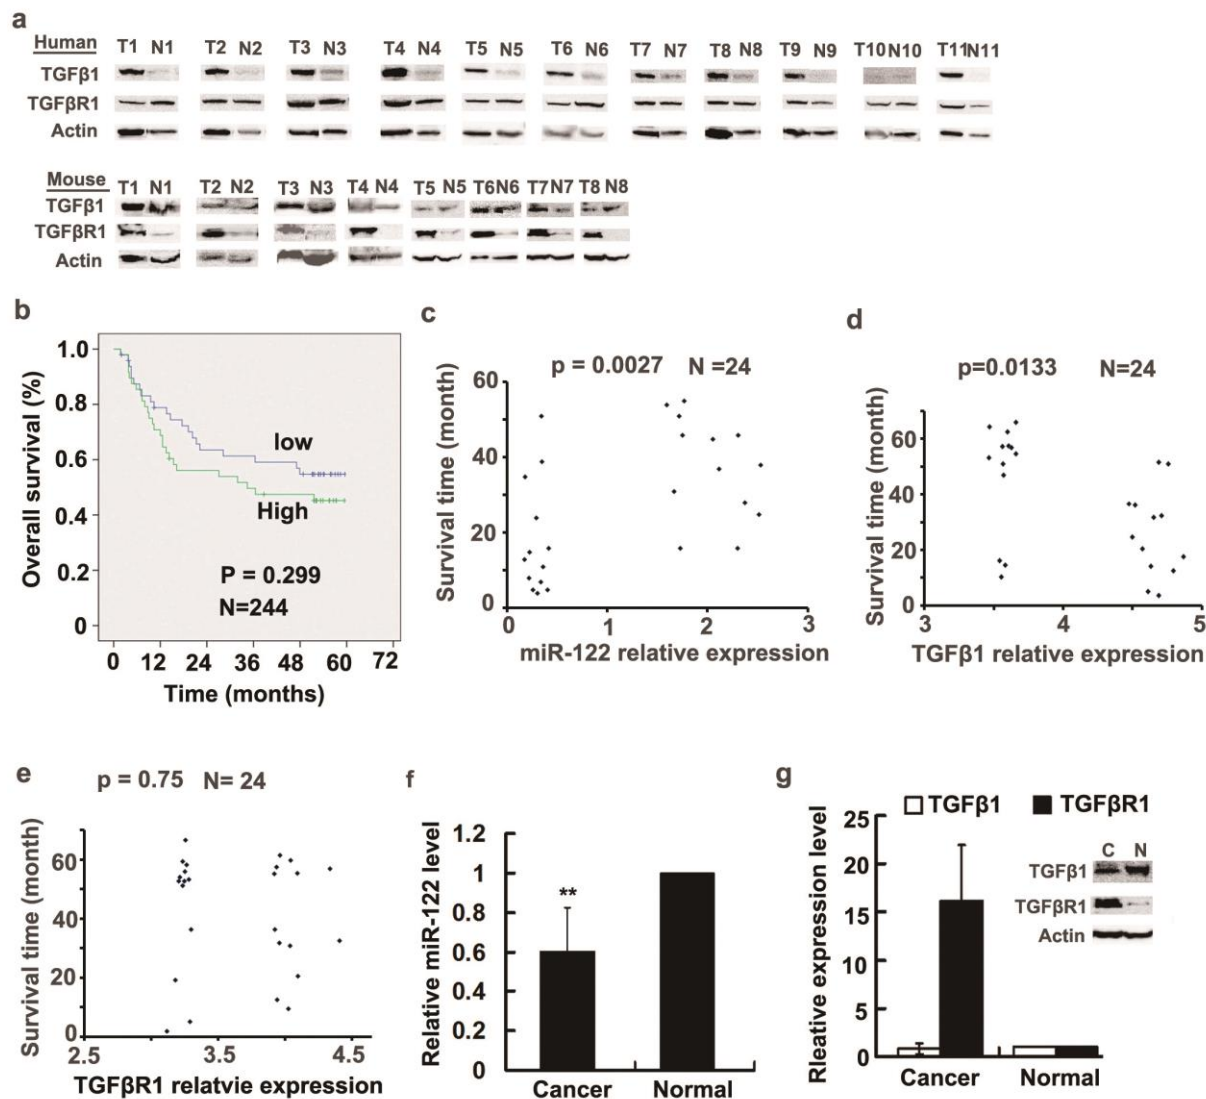 a
Human T1 N1 T2 N2 T3 N3 T4 N4 T5 N5 T6 N6 T7 N7 T8 N8 T9 N9 T10 N10 T11 N11
TGFβ1
TGFβR1
Actin
Mouse
T1 N1 T2 N2 T3 N3 T4 N4 T5 N5 T6 N6 T7 N7 T8 N8
TGFβ1
TGFβR1
Actin
b
Overall survival (%)
1.0
0.8
0.6
0.4
0.2
0
low
High
P = 0.299
N=244
0 12 24 36 48 60 72
Time (months)
c
p = 0.0027 N =24
Survival time (month)
60
40
20
0
0 1 2 3
miR-122 relative expression
d
p=0.0133 N=24
Survival time (month)
60
40
20
0
3 4 5
TGFβ1 relative expression
e
p = 0.75 N= 24
Survival time (month)
60
40
20
0
2.5 3.5 4.5
TGFβR1 relatvie expression
f
Relative miR-122 level
1.2
1
0.8
0.6
0.4
0.2
0
**
Cancer Normal
g
TGFβ1 TGFβR1
Rleative expression level
25
20
15
10
5
0
C N
TGFβ1
TGFβR1
Actin
Cancer Normal